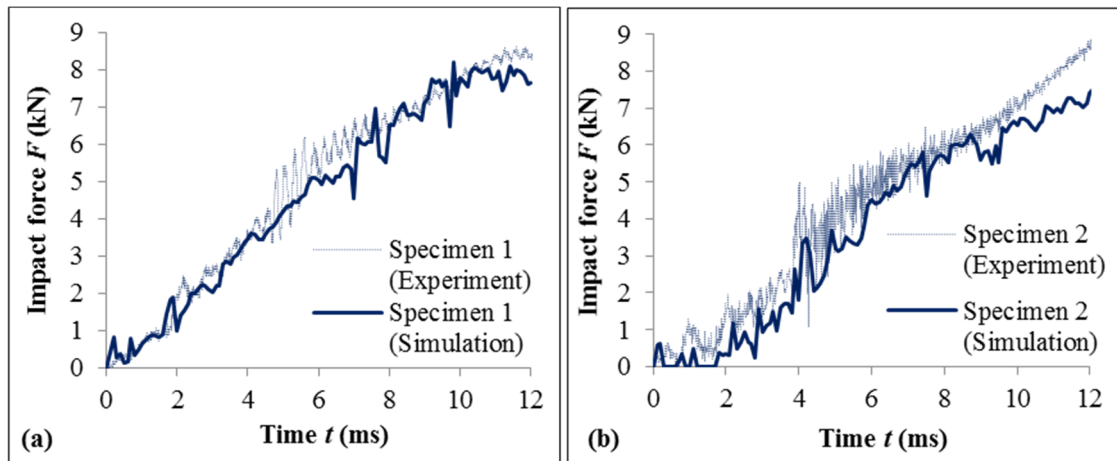 9
8
7
6
5
4
3
2
1
0
Impact force F (kN)
Specimen 1
(Experiment)
Specimen 1
(Simulation)
0 2 4 6 8 10 12
Time t (ms)
(a)
9
8
7
6
5
4
3
2
1
0
Impact force F (kN)
Specimen 2
(Experiment)
Specimen 2
(Simulation)
0 2 4 6 8 10 12
Time t (ms)
(b)